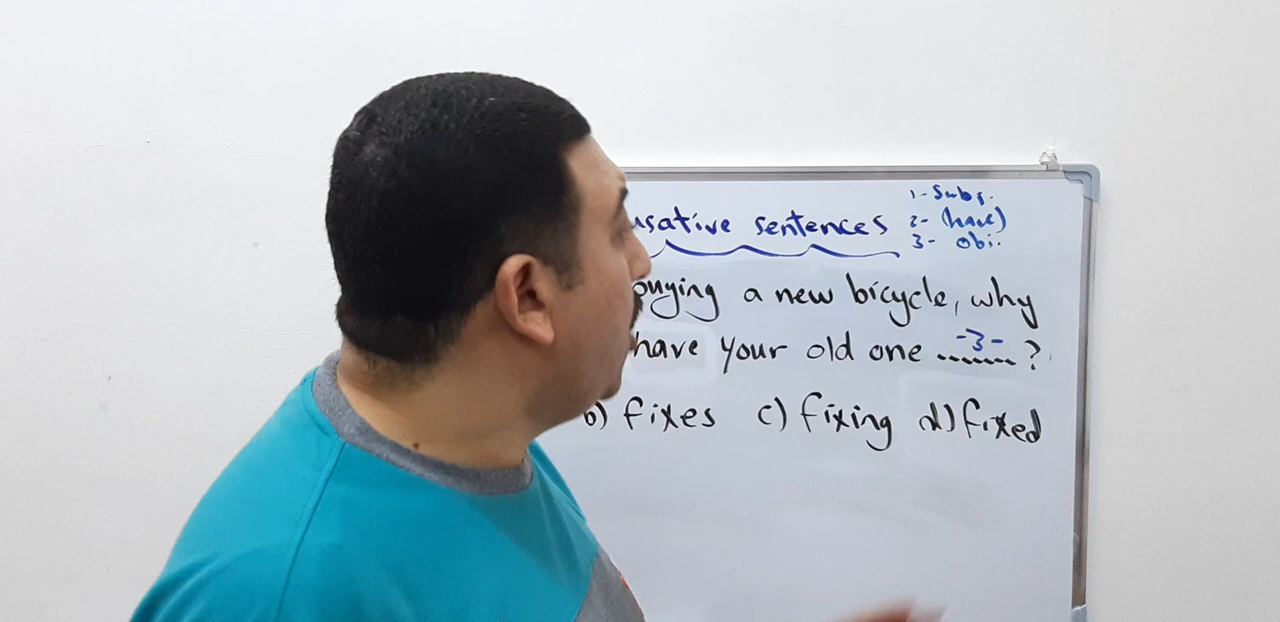 usative sentences
1- Subj.
2- (have)
3- obj.
buying a new bicycle, why
have your old one ........ ?
-3-
b) fixes c) fixing d) fixed